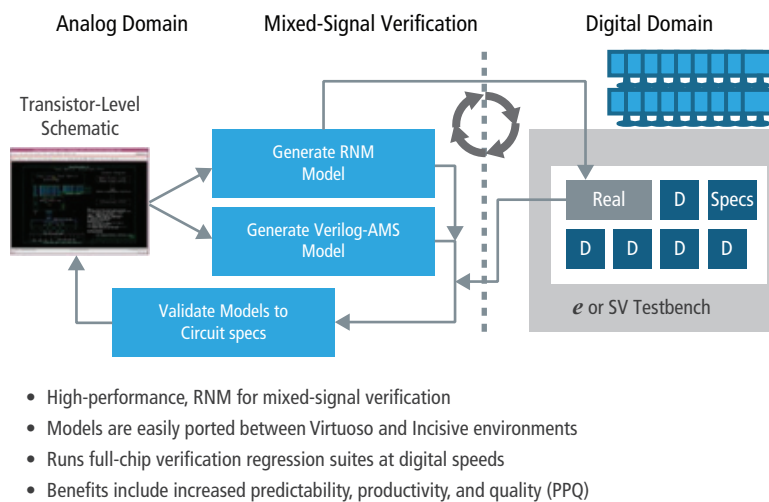 Analog Domain
Mixed-Signal Verification
Digital Domain
Transistor-Level
Schematic
Generate RNM
Model
Generate Verilog-AMS
Model
Validate Models to
Circuit specs
Real
D
Specs
D
D
D
D
e or SV Testbench
• High-performance, RNM for mixed-signal verification
• Models are easily ported between Virtuoso and Incisive environments
• Runs full-chip verification regression suites at digital speeds
• Benefits include increased predictability, productivity, and quality (PPQ)